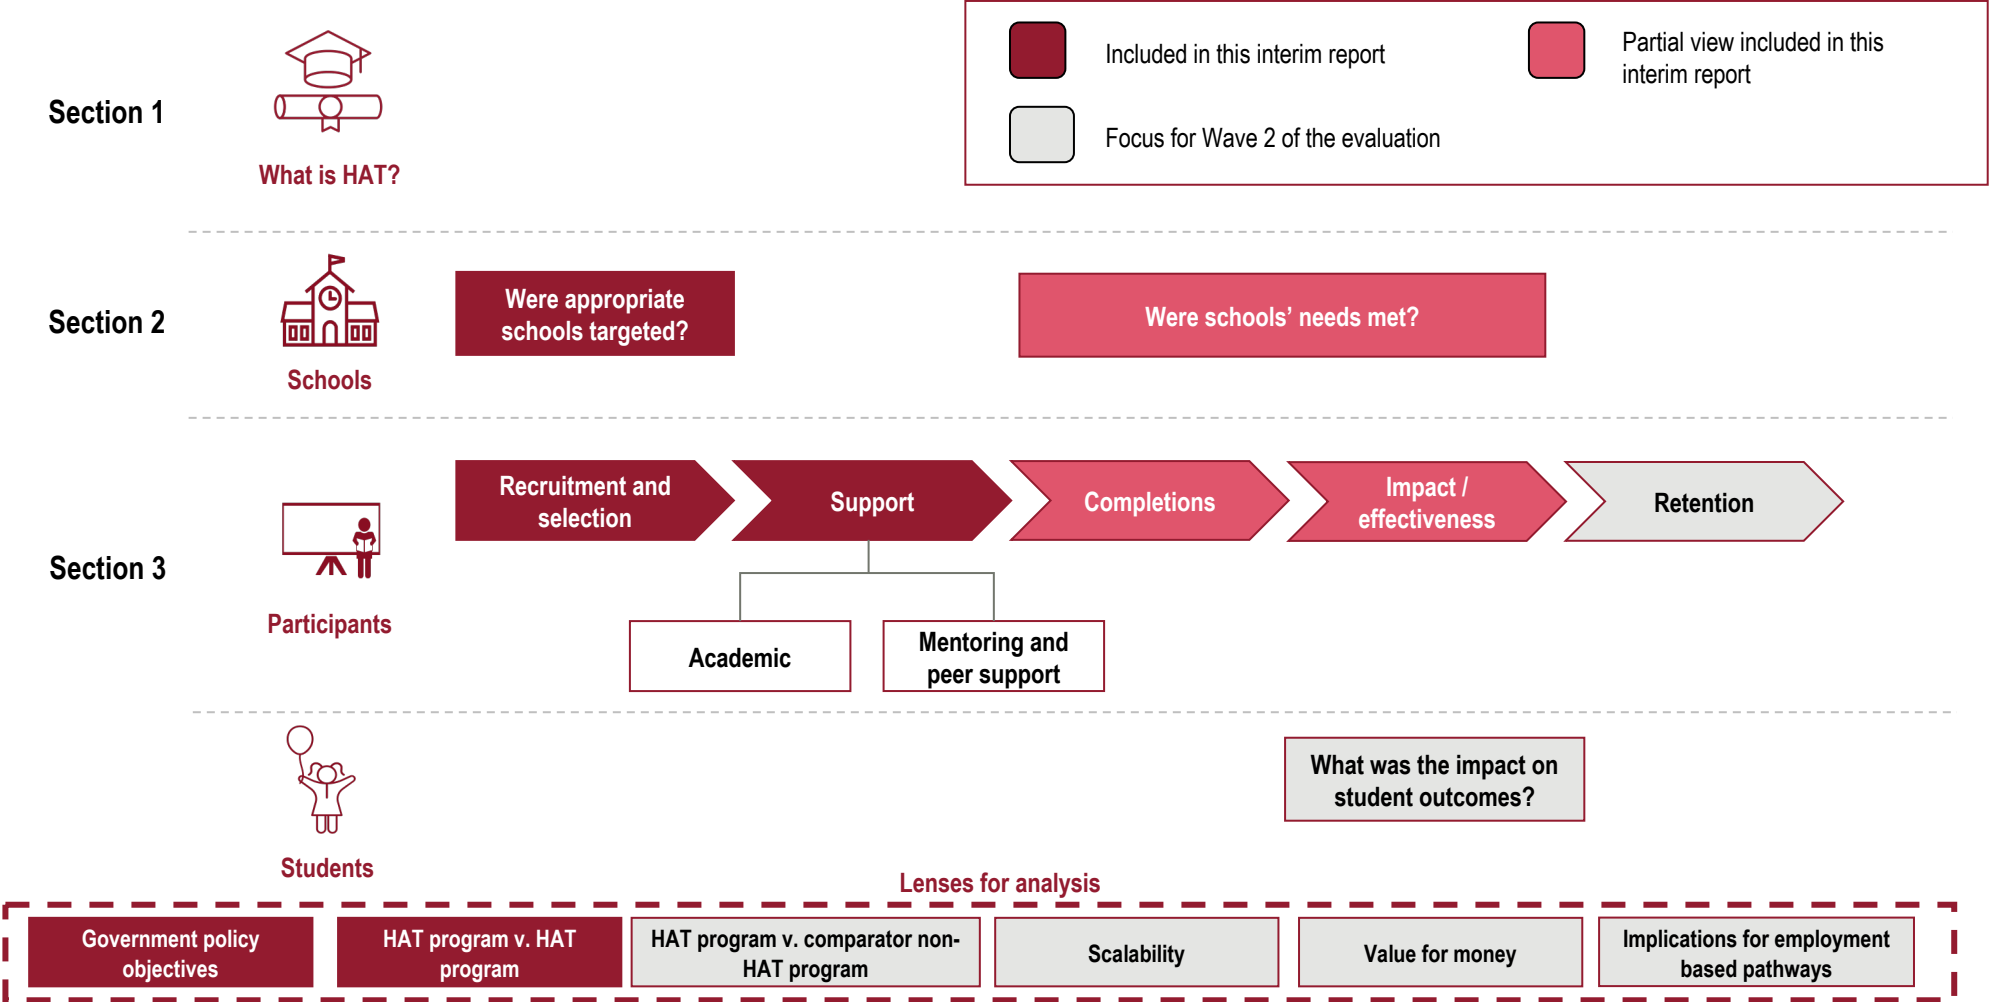 Included in this interim report
Partial view included in this
interim report
Focus for Wave 2 of the evaluation
Section 1
What is HAT?
Section 2
Schools
Were appropriate
schools targeted?
Were schools’ needs met?
Section 3
Participants
Recruitment and
selection
Support
Completions
Impact /
effectiveness
Retention
Academic
Mentoring and
peer support
Students
What was the impact on
student outcomes?
Lenses for analysis
Government policy
objectives
HAT program v. HAT
program
HAT program v. comparator non-
HAT program
Scalability
Value for money
Implications for employment
based pathways